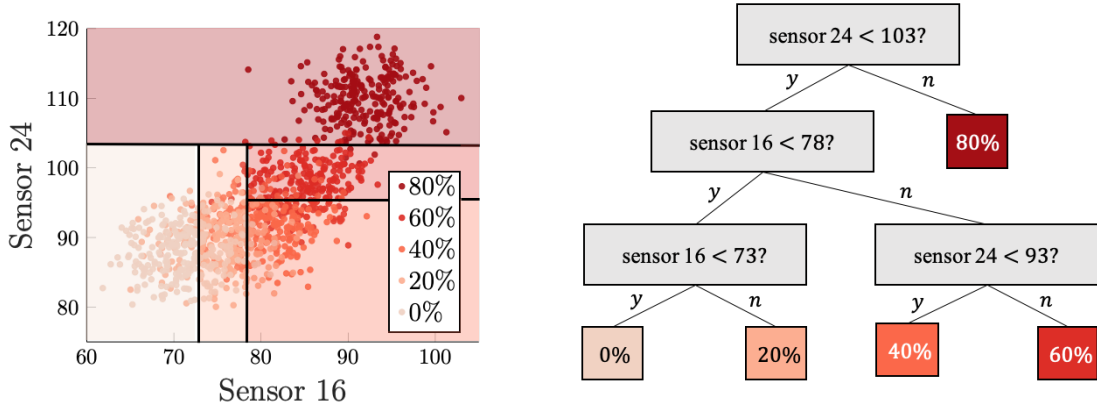 120
110
100
90
80
60
70
80
90
100
Sensor 24
Sensor 16
80%
60%
40%
20%
0%
sensor 24 < 103?
y
n
sensor 16 < 78?
80%
y
n
sensor 16 < 73?
sensor 24 < 93?
y
n
y
n
0%
20%
40%
60%